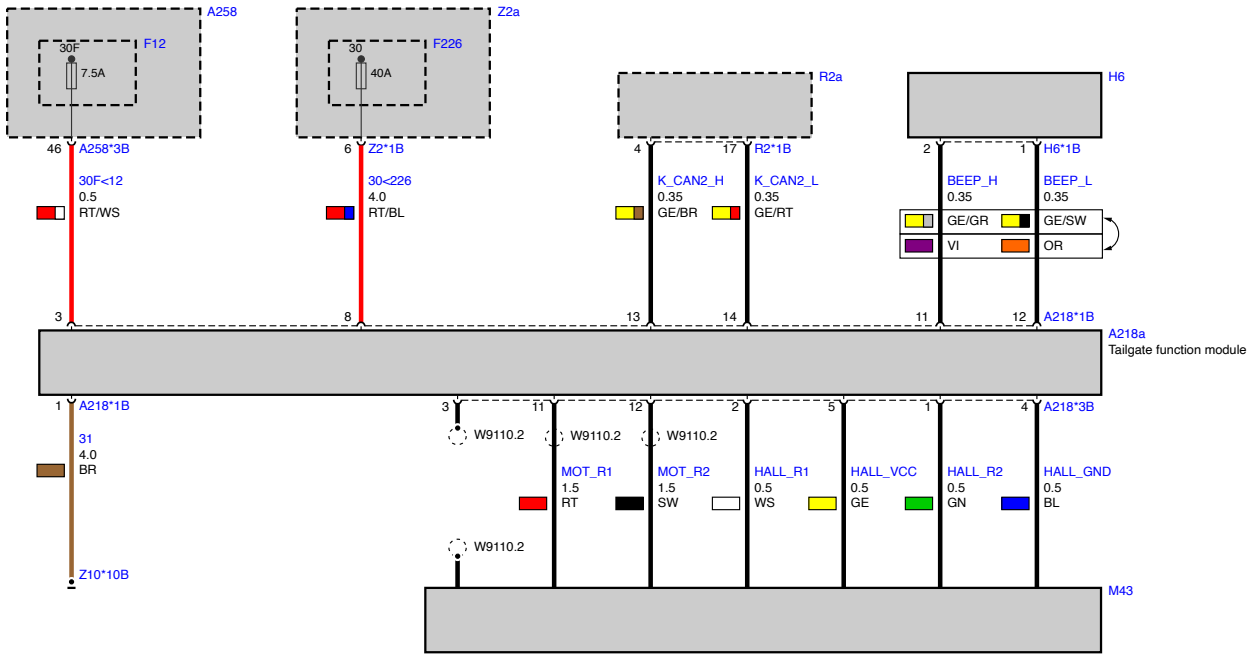 A258
Z2a
30F
F12
30
F226
7.5A
40A
R2a
H6
46
A258*3B
6
Z2*1B
4
17
R2*1B
2
1
H6*1B
30F<12
0.5
RT/WS
30<226
4.0
RT/BL
K_CAN2_H
0.35
GE/BR
K_CAN2_L
0.35
GE/RT
BEEP_H
0.35
GE/GR
VI
BEEP_L
0.35
GE/SW
OR
3
8
13
14
11
12
A218*1B
A218a
Tailgate function module
1
A218*1B
3
11
12
2
5
1
4
A218*3B
31
4.0
BR
W9110.2
W9110.2
W9110.2
MOT_R1
1.5
RT
MOT_R2
1.5
SW
HALL_R1
0.5
WS
HALL_VCC
0.5
GE
HALL_R2
0.5
GN
HALL_GND
0.5
BL
W9110.2
Z10*10B
M43